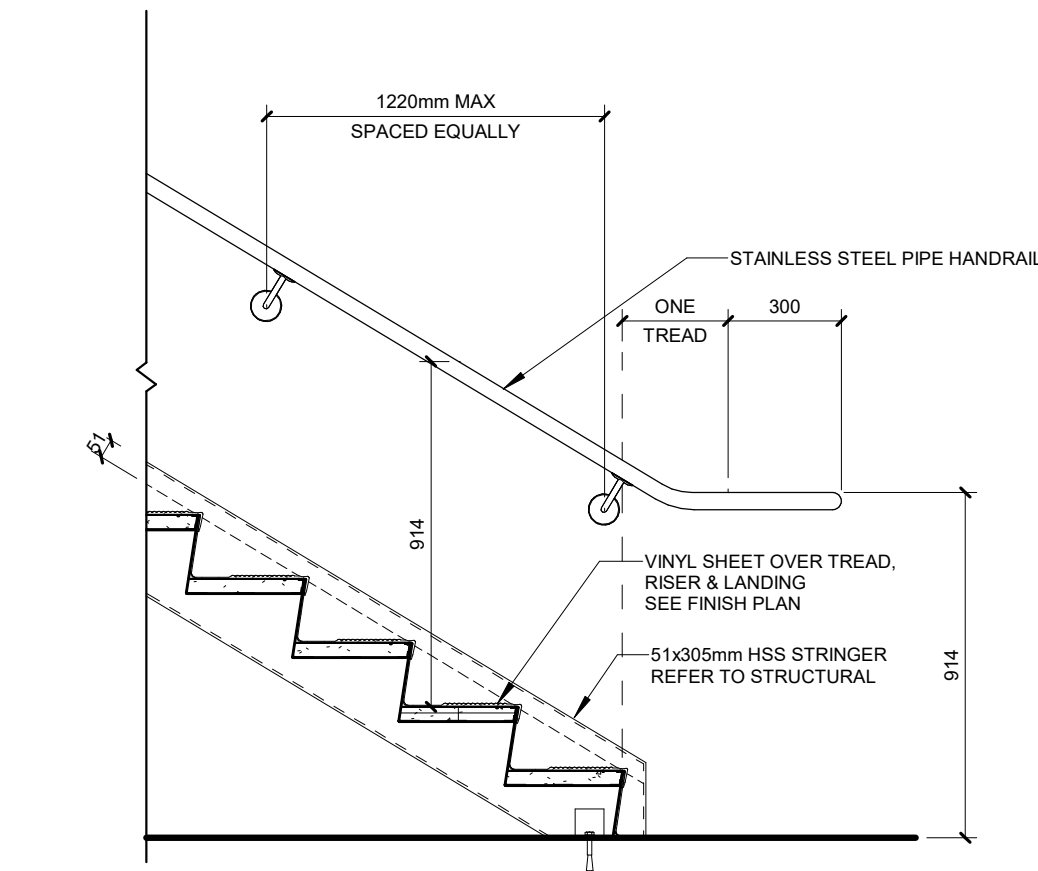 1220mm MAX
SPACED EQUALLY
STAINLESS STEEL PIPE HANDRAIL
ONE
TREAD
300
51
914
VINYL SHEET OVER TREAD,
RISER & LANDING
SEE FINISH PLAN
51x305mm HSS STRINGER
REFER TO STRUCTURAL
914